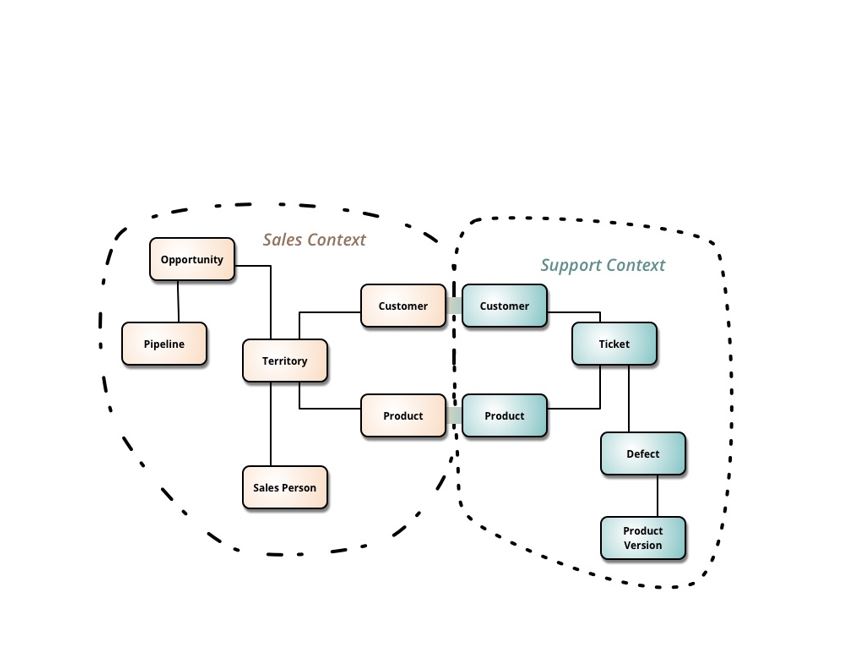 Sales Context
Opportunity
Support Context
Customer
Customer
Pipeline
Ticket
Territory
Product
Product
Defect
Sales Person
Product
Version